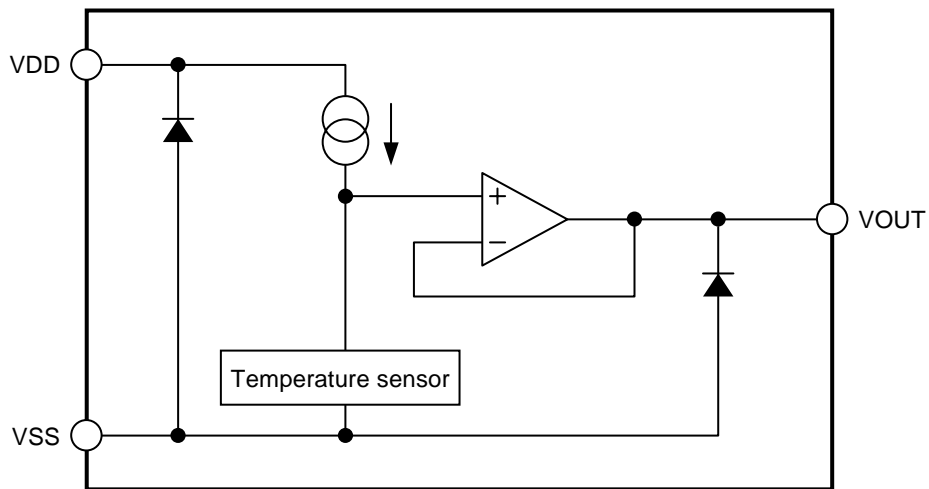 VDD
+
−
VOUT
Temperature sensor
VSS